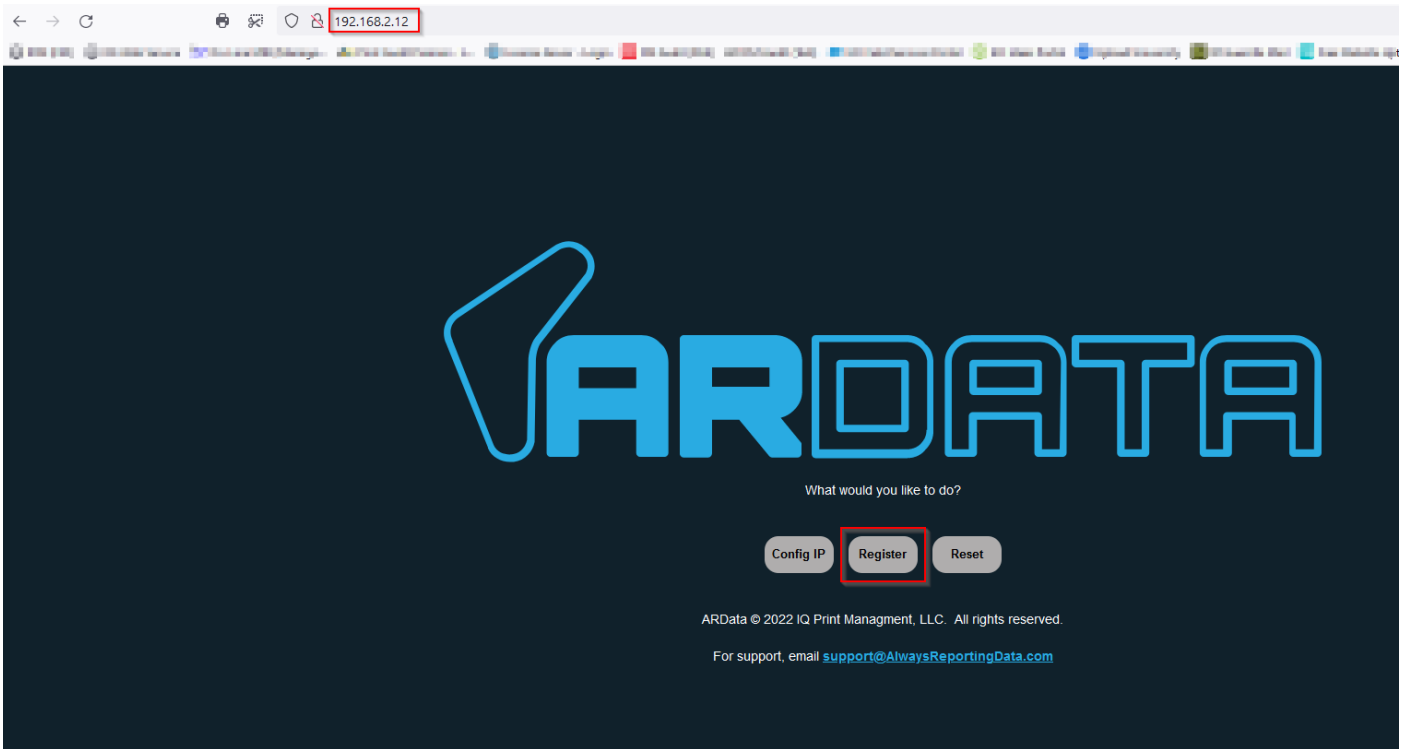 192.168.2.12
ARDATA
What would you like to do?
Config IP Register Reset
ARData © 2022 IQ Print Managment, LLC. All rights reserved.
For support, email support@AlwaysReportingData.com